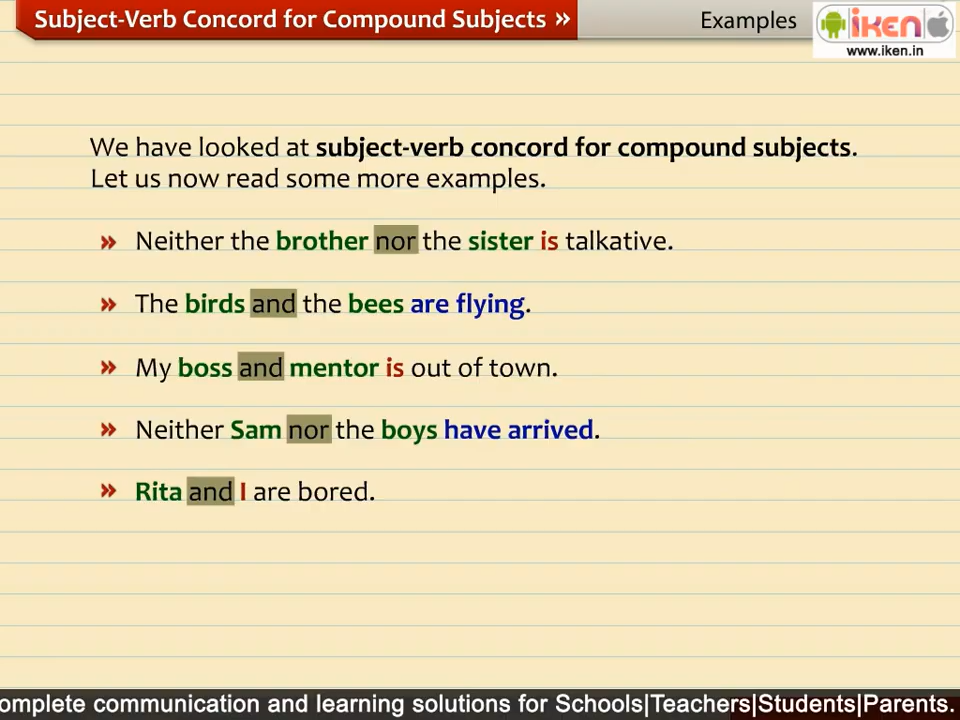 Subject-Verb Concord for Compound Subjects »
Examples
iken
www.iken.in
We have looked at subject-verb concord for compound subjects.
Let us now read some more examples.
» Neither the brother nor the sister is talkative.
» The birds and the bees are flying.
» My boss and mentor is out of town.
» Neither Sam nor the boys have arrived.
» Rita and I are bored.
omplete communication and learning solutions for Schools|Teachers|Students|Parents.